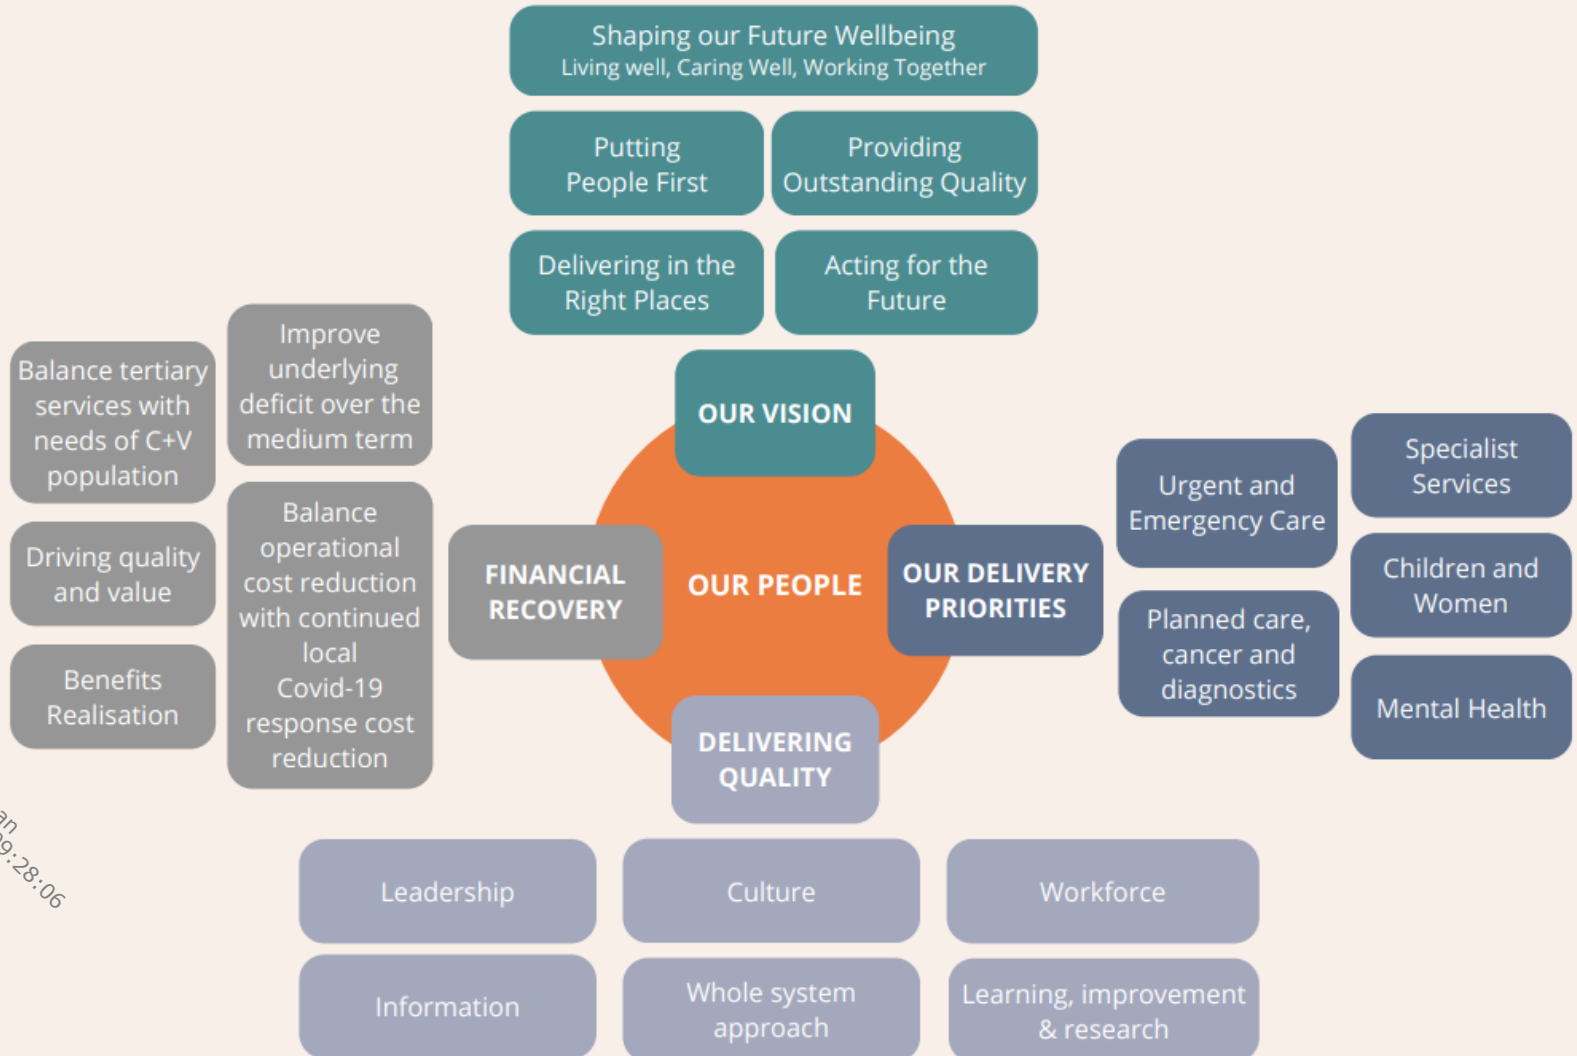 Shaping our Future Wellbeing
Living well, Caring Well, Working Together
Putting
People First
Providing
Outstanding Quality
Delivering in the
Right Places
Acting for the
Future
OUR VISION
Balance tertiary
services with
needs of C+V
population
Improve
underlying
deficit over the
medium term
Driving quality
and value
Benefits
Realisation
Balance
operational
cost reduction
with continued
local
Covid-19
response cost
reduction
FINANCIAL
RECOVERY
OUR PEOPLE
OUR DELIVERY
PRIORITIES
Urgent and
Emergency Care
Planned care,
cancer and
diagnostics
Specialist
Services
Children and
Women
Mental Health
DELIVERING
QUALITY
Leadership
Culture
Workforce
Information
Whole system
approach
Learning, improvement
& research
09:28:06